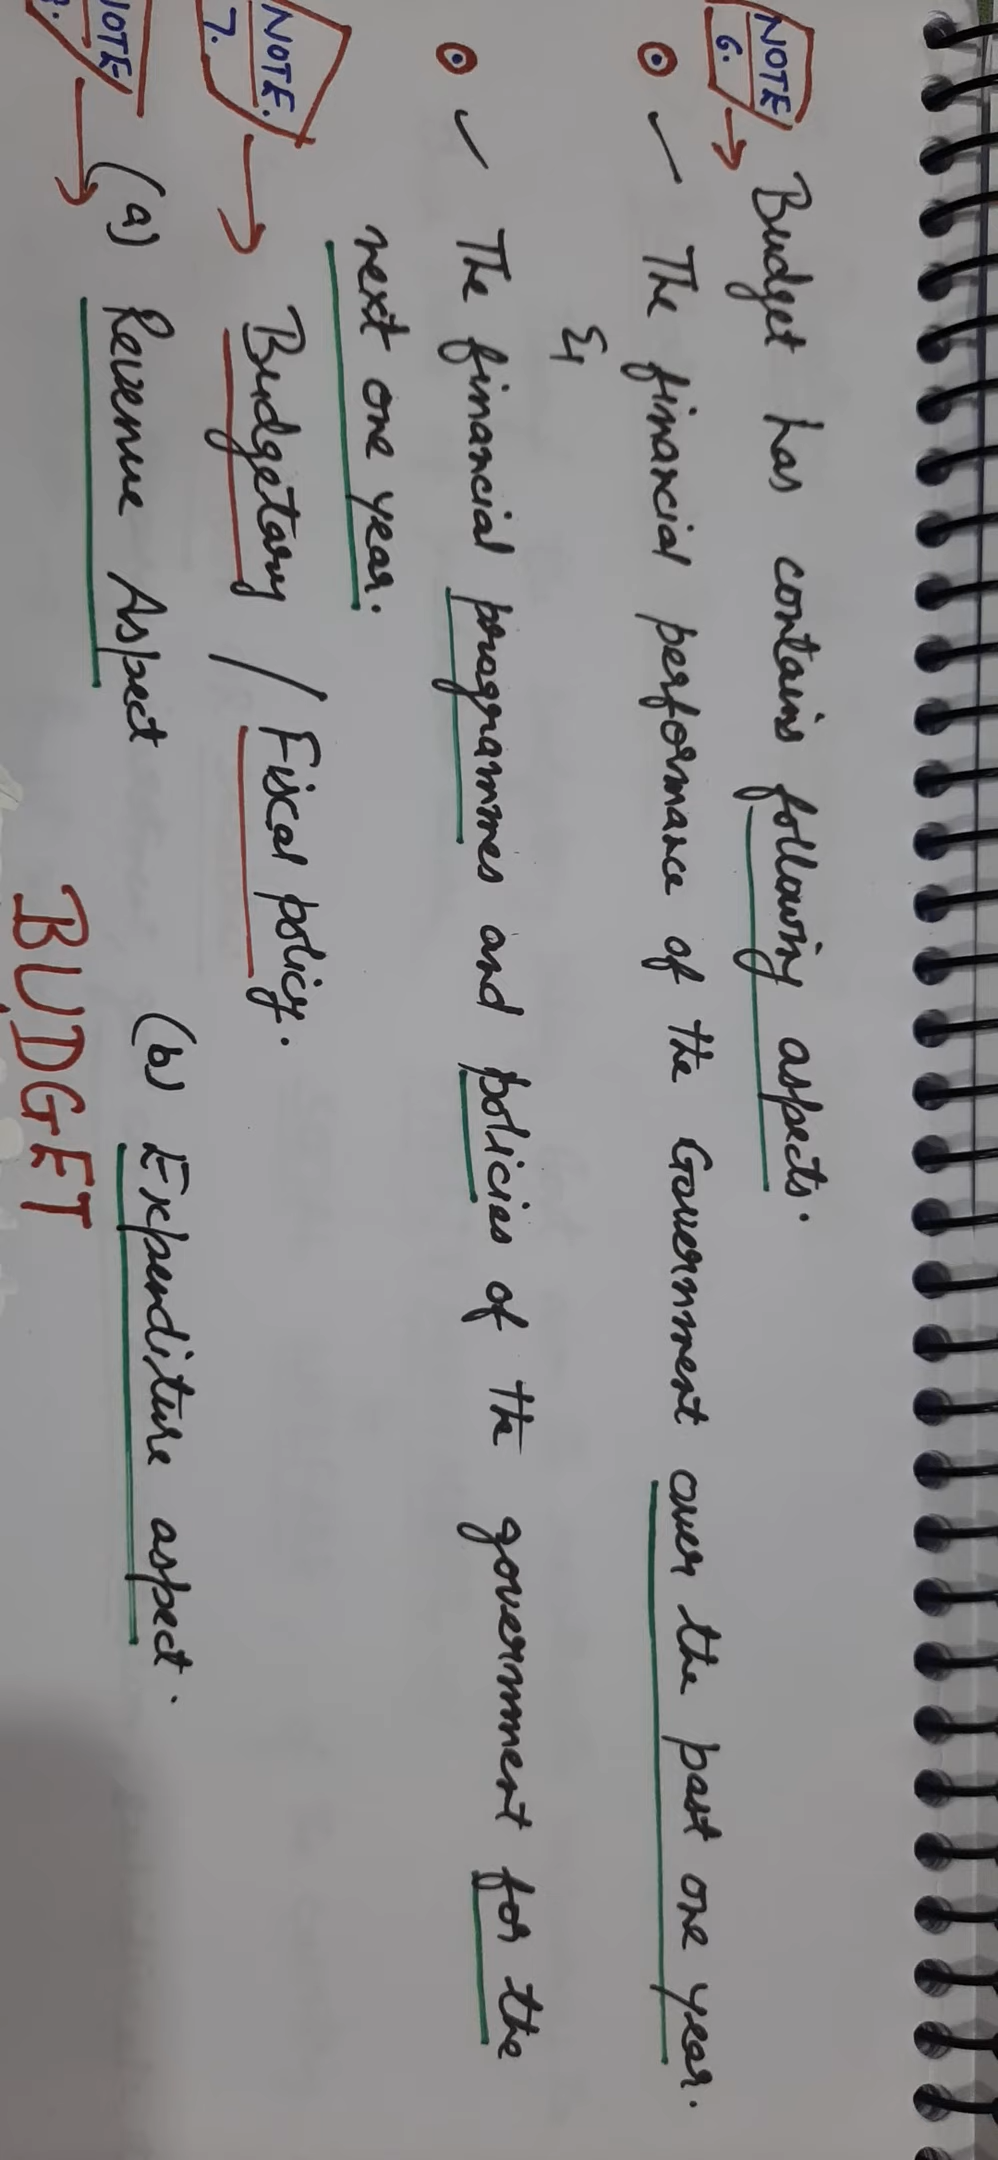 NOTE 6. → Budget has contains following aspects.
✓ The financial performance of the Government over the past one year.
&
✓ The financial programmes and policies of the government for the
next one year.
NOTE. 7. → Budgetary / Fiscal policy.
NOTE 8. → (a) Revenue Aspect (b) Expenditure aspect.
BUDGET